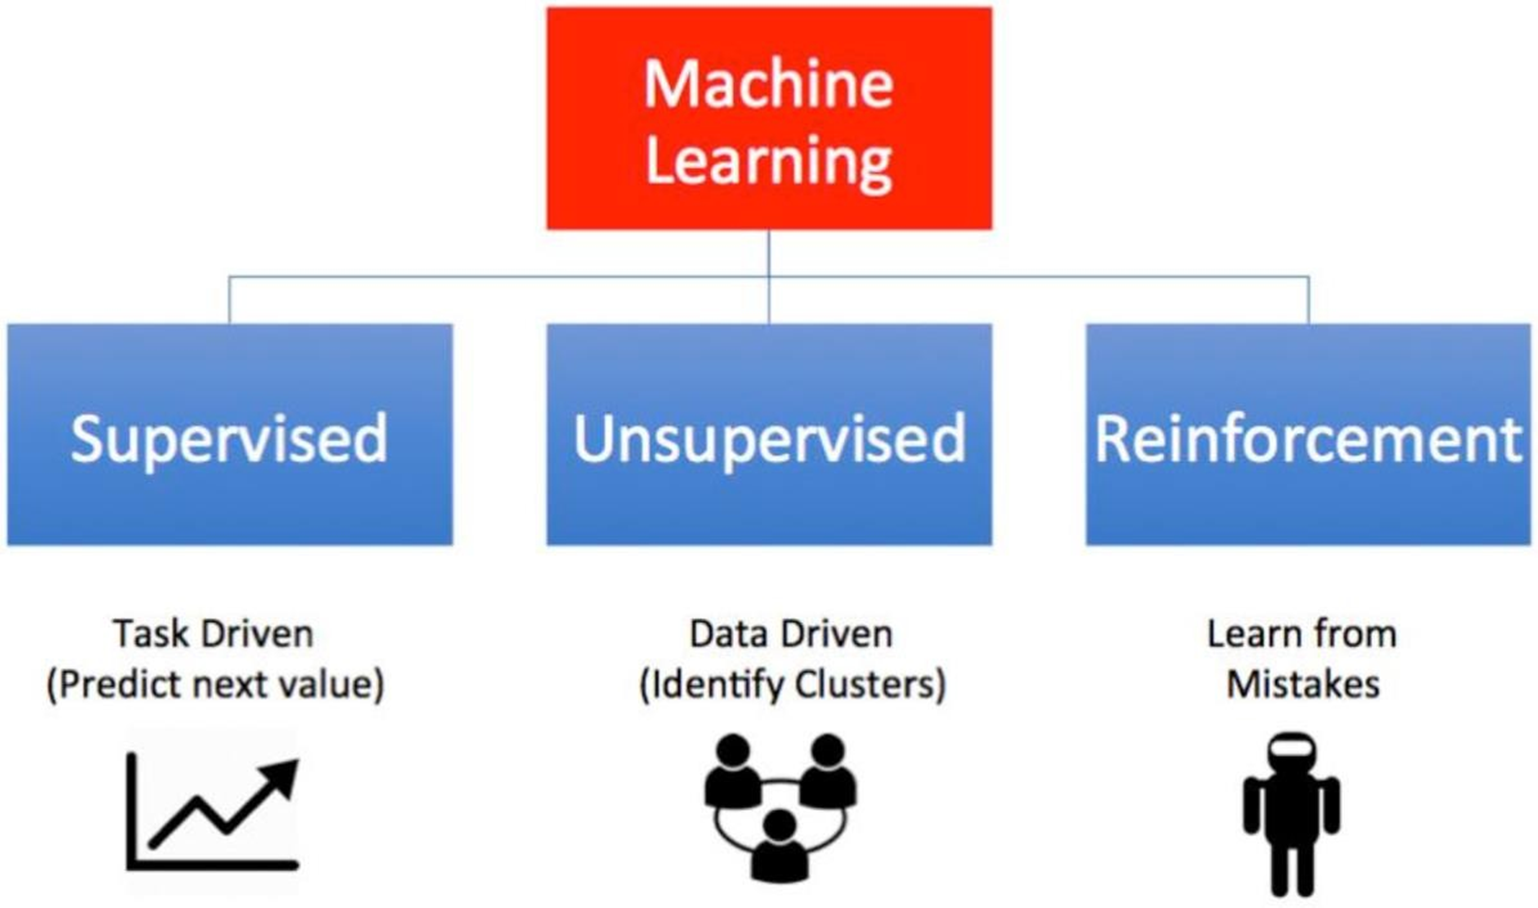 Machine
Learning
Supervised
Unsupervised
Reinforcement
Task Driven
(Predict next value)
Data Driven
(Identify Clusters)
Learn from
Mistakes